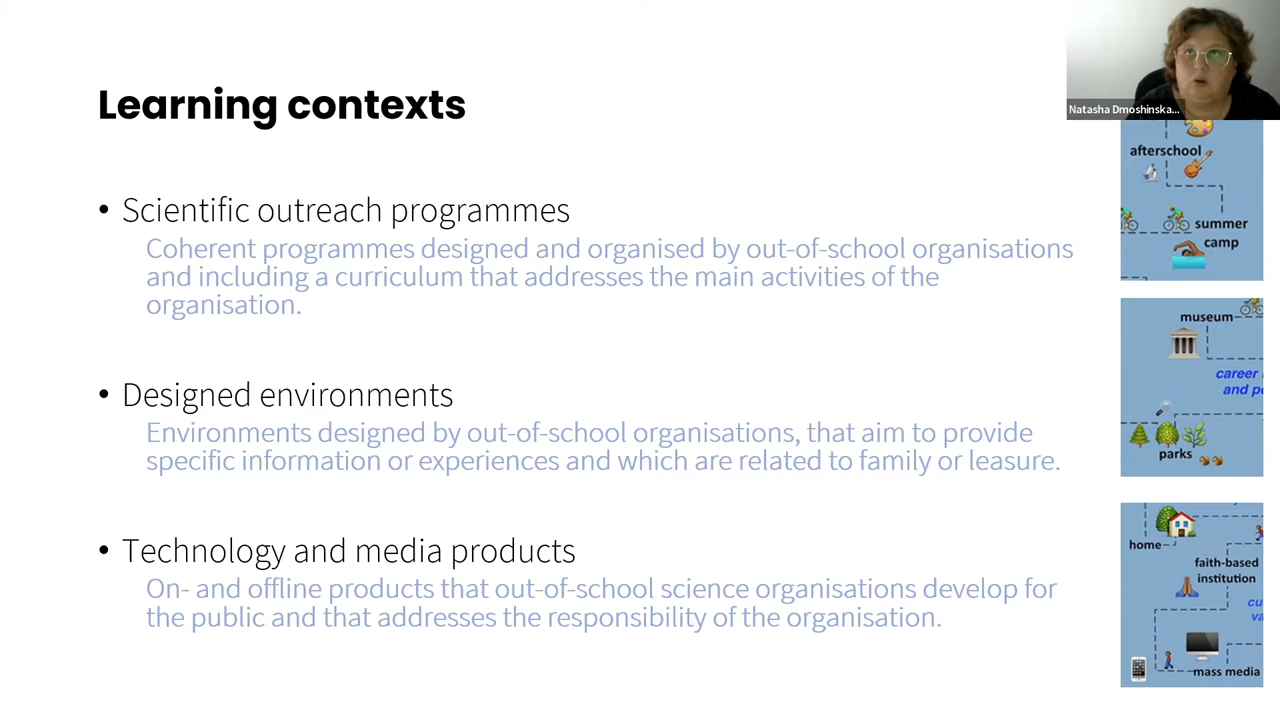 Learning contexts
Natasha Dmoshinska...
• Scientific outreach programmes
Coherent programmes designed and organised by out-of-school organisations
and including a curriculum that addresses the main activities of the
organisation.
• Designed environments
Environments designed by out-of-school organisations, that aim to provide
specific information or experiences and which are related to family or leasure.
• Technology and media products
On- and offline products that out-of-school science organisations develop for
the public and that addresses the responsibility of the organisation.
afterschool
summer
camp
museum
career
and
parks
home
faith-based
institution
mass media